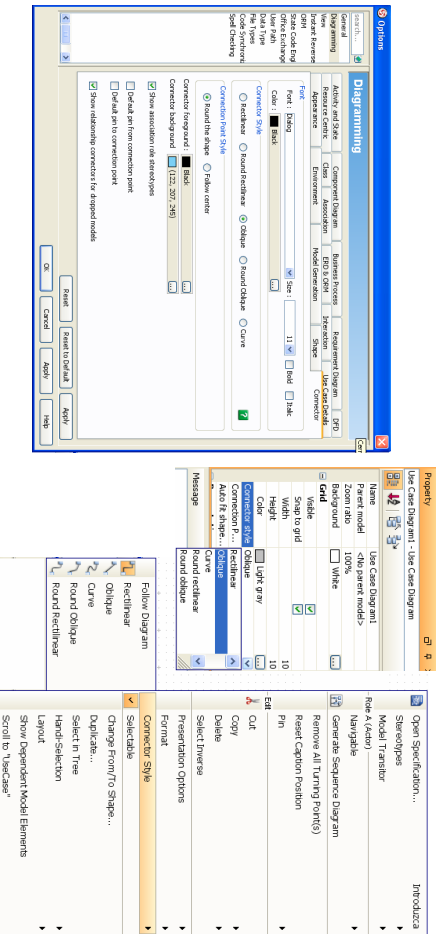 Options
search...
General
Diagramming
View
Instant Reverse
ORM
State Code Engi
Office Exchange
User Path
Data Type
File Types
Code Synchroni
Spell Checking
Diagramming
Activity and State
Component Diagram
Business Process
Requirement Diagram
DFD
Resource Centric
Class
Association
ERD & ORM
Interaction
Use Case Details
Appearance
Environment
Model Generation
Shape
Connector
Cerr
Font
Font : Dialog
Size : 11
Bold
Italic
Color : Black
...
Connector Style
Rectilinear
Round Rectilinear
Oblique
Round Oblique
Curve
?
Connection Point Style
Round the shape
Follow center
Connector foreground : Black
...
Connector background (122, 207, 245)
...
Show association role stereotypes
Default pin from connection point
Default pin to connection point
Show relationship connectors for dropped models
Reset
Reset to Default
Apply
OK
Cancel
Apply
Help
Property
Use Case Diagram1 - Use Case Diagram
Name Use Case Diagram1
Parent model <No parent model>
Zoom ratio 100%
Background White
...
Grid
Visible
Snap to grid
Width 10
Height 10
Color Light gray
...
Connector style Oblique
Connection P... Rectilinear
Auto fit shape... Oblique
Curve
Round rectilinear
Round oblique
Message
Follow Diagram
Rectilinear
Oblique
Curve
Round Oblique
Round Rectilinear
Open Specification... Introduzca
Stereotypes
Model Transitor
Role A (Actor)
Navigable
Generate Sequence Diagram
Remove All Turning Point(s)
Reset Caption Position
Pin
Edit
Cut
Copy
Delete
Select Inverse
Presentation Options
Format
Connector Style
Selectable
Change From/To Shape...
Duplicate...
Select in Tree
Handi-Selection
Layout
Show Dependent Model Elements
Scroll to "UseCase"